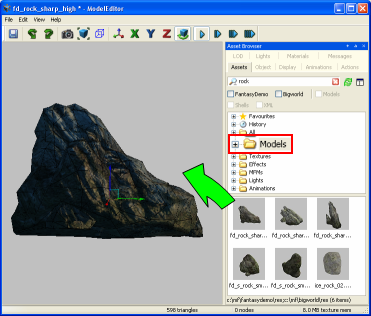 fd_rock_sharp_high * - ModelEditor
File Edit View Help
X Y Z
Asset Browser
LOD Lights Materials Messages
Assets Object Display Animations Actions
rock
FantasyDemo Bigworld Models
Shells XML
Favourites
History
All
Models
Textures
Effects
MFMs
Lights
Animations
fd_rock_shar... fd_rock_shar... fd_rock_shar...
fd_s_rock_sm... fd_s_rock_sm... ice_rock_02....
c:\mf\fantasydemo\res;c:\mf\bigworld\res (6 items)
598 triangles 0 nodes 8.0 MB texture mem